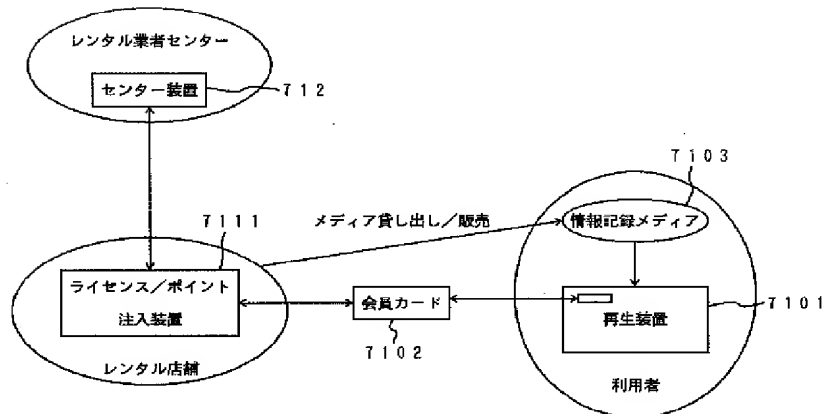 レンタル業者センター
センター装置
712
7103
メディア貸し出し/販売
情報記録メディア
7111
ライセンス/ポイント
注入装置
会員カード
再生装置
7101
7102
レンタル店舗
利用者